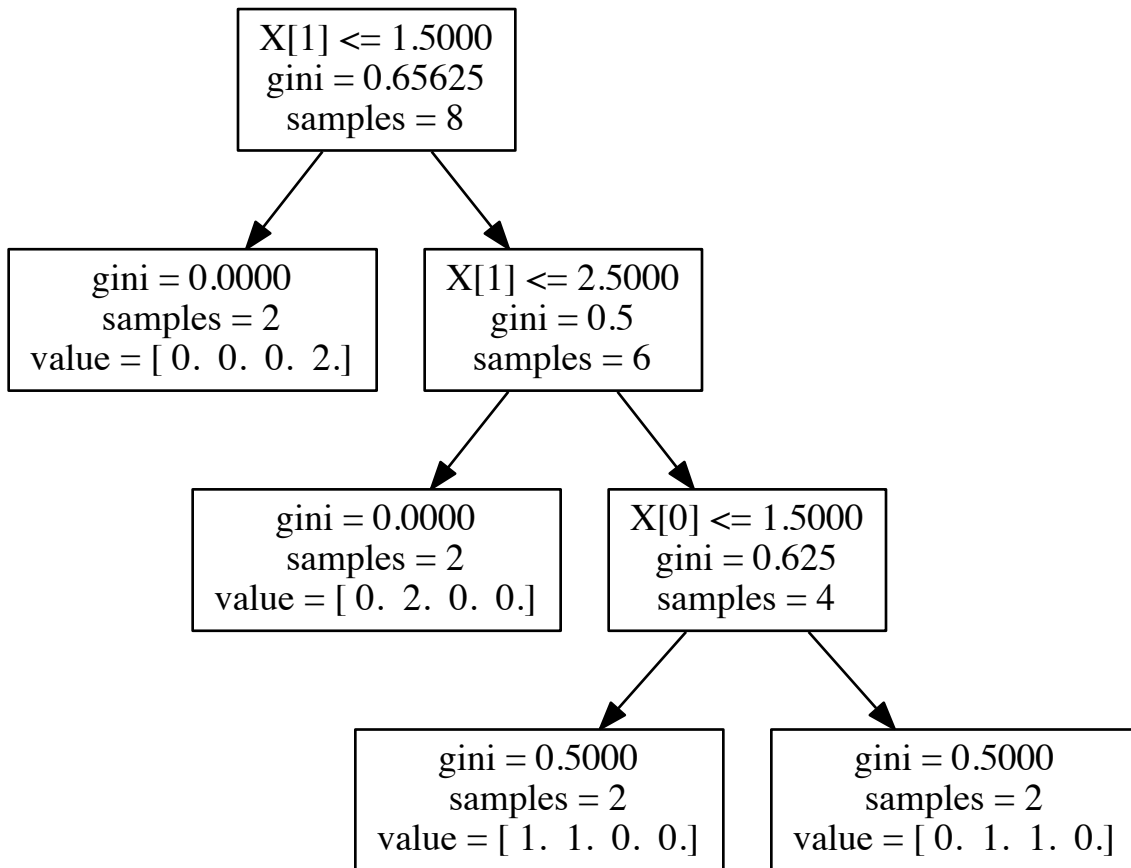 X[1] <= 1.5000
gini = 0.65625
samples = 8
gini = 0.0000
samples = 2
value = [ 0. 0. 0. 2.]
X[1] <= 2.5000
gini = 0.5
samples = 6
gini = 0.0000
samples = 2
value = [ 0. 2. 0. 0.]
X[0] <= 1.5000
gini = 0.625
samples = 4
gini = 0.5000
samples = 2
value = [ 1. 1. 0. 0.]
gini = 0.5000
samples = 2
value = [ 0. 1. 1. 0.]